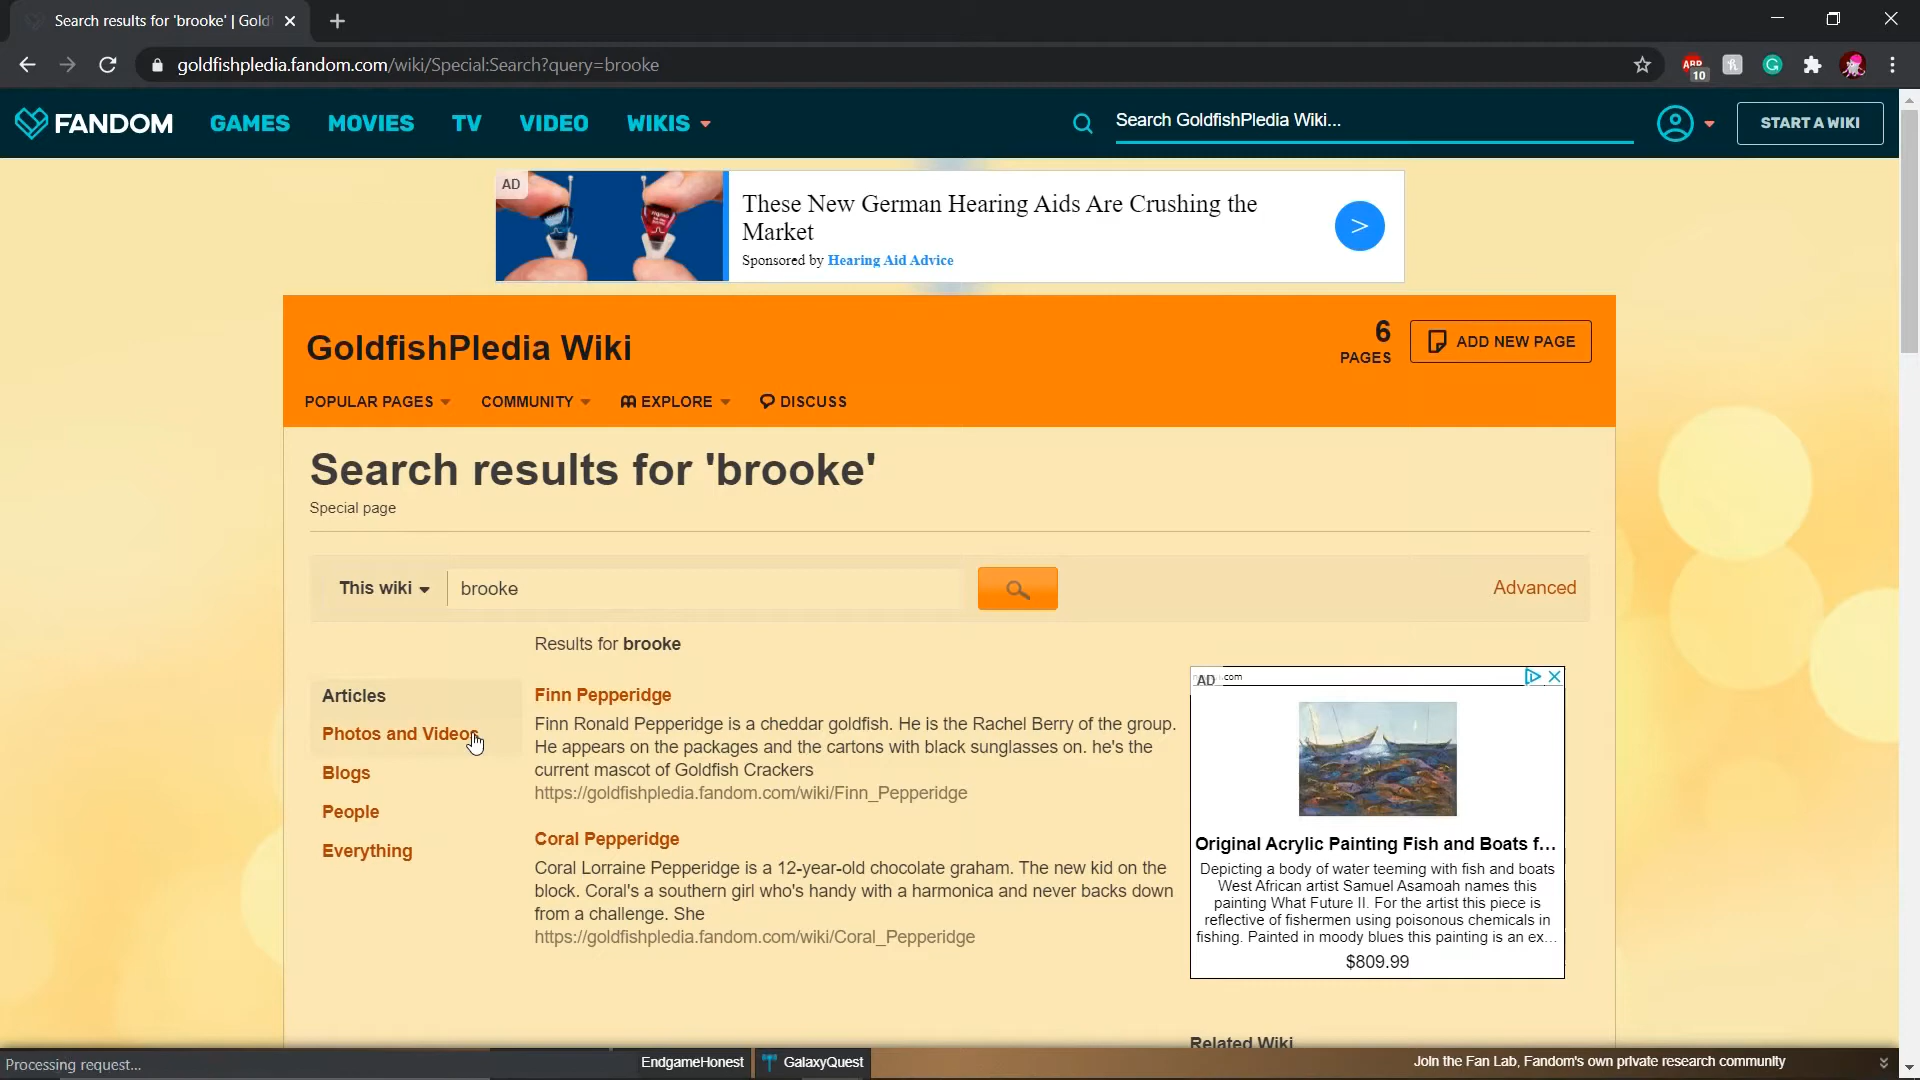 Search results for 'brooke' | Gold
goldfishpledia.fandom.com/wiki/Special:Search?query=brooke
ABP
10
FANDOM
GAMES
MOVIES
TV
VIDEO
WIKIS
Search GoldfishPledia Wiki...
START A WIKI
AD
These New German Hearing Aids Are Crushing the
Market
Sponsored by Hearing Aid Advice
GoldfishPledia Wiki
6
PAGES
ADD NEW PAGE
POPULAR PAGES
COMMUNITY
EXPLORE
DISCUSS
Search results for 'brooke'
Special page
This wiki
brooke
Advanced
Results for brooke
Articles
Photos and Videos
Blogs
People
Everything
Finn Pepperidge
Finn Ronald Pepperidge is a cheddar goldfish. He is the Rachel Berry of the group.
He appears on the packages and the cartons with black sunglasses on. he's the
current mascot of Goldfish Crackers
https://goldfishpledia.fandom.com/wiki/Finn_Pepperidge
Coral Pepperidge
Coral Lorraine Pepperidge is a 12-year-old chocolate graham. The new kid on the
block. Coral's a southern girl who's handy with a harmonica and never backs down
from a challenge. She
https://goldfishpledia.fandom.com/wiki/Coral_Pepperidge
AD
.com
Original Acrylic Painting Fish and Boats f...
Depicting a body of water teeming with fish and boats
West African artist Samuel Asamoah names this
painting What Future II. For the artist this piece is
reflective of fishermen using poisonous chemicals in
fishing. Painted in moody blues this painting is an ex...
$809.99
Related Wiki
Processing request...
EndgameHonest
GalaxyQuest
Join the Fan Lab, Fandom's own private research community